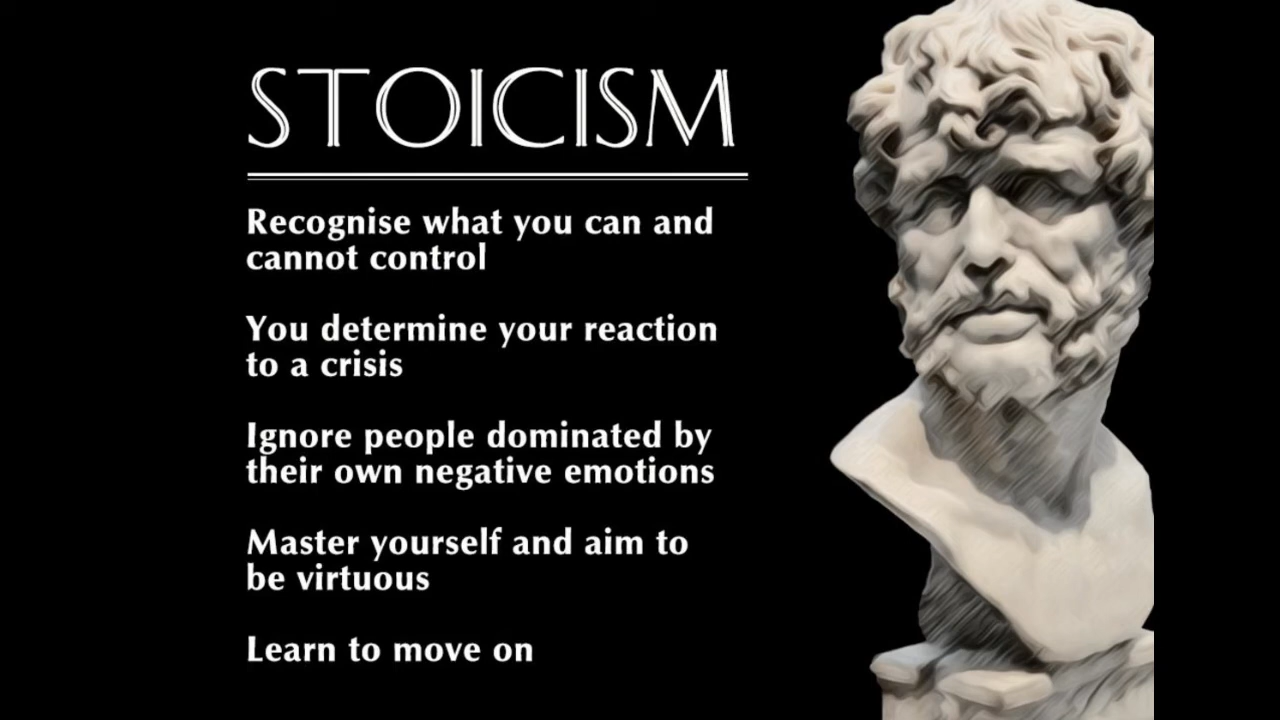 STOICISM
Recognise what you can and
cannot control
You determine your reaction
to a crisis
Ignore people dominated by
their own negative emotions
Master yourself and aim to
be virtuous
Learn to move on